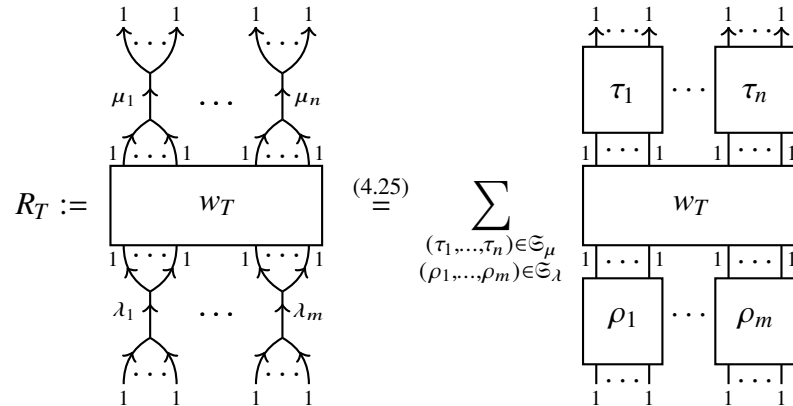 1 ⋯ 1 1 ⋯ 1 1 ⋯ 1 1 ⋯ 1
μ₁ ⋯ μₙ τ₁ ⋯ τₙ
1 ⋯ 1 1 ⋯ 1 1 ⋯ 1 1 ⋯ 1
R_T := w_T (4.25) = ∑ w_T
(τ₁,…,τₙ)∈𝔖_μ
(ρ₁,…,ρₘ)∈𝔖_λ
1 ⋯ 1 1 ⋯ 1 1 ⋯ 1 1 ⋯ 1
λ₁ ⋯ λₘ ρ₁ ⋯ ρₘ
1 ⋯ 1 1 ⋯ 1 1 ⋯ 1 1 ⋯ 1